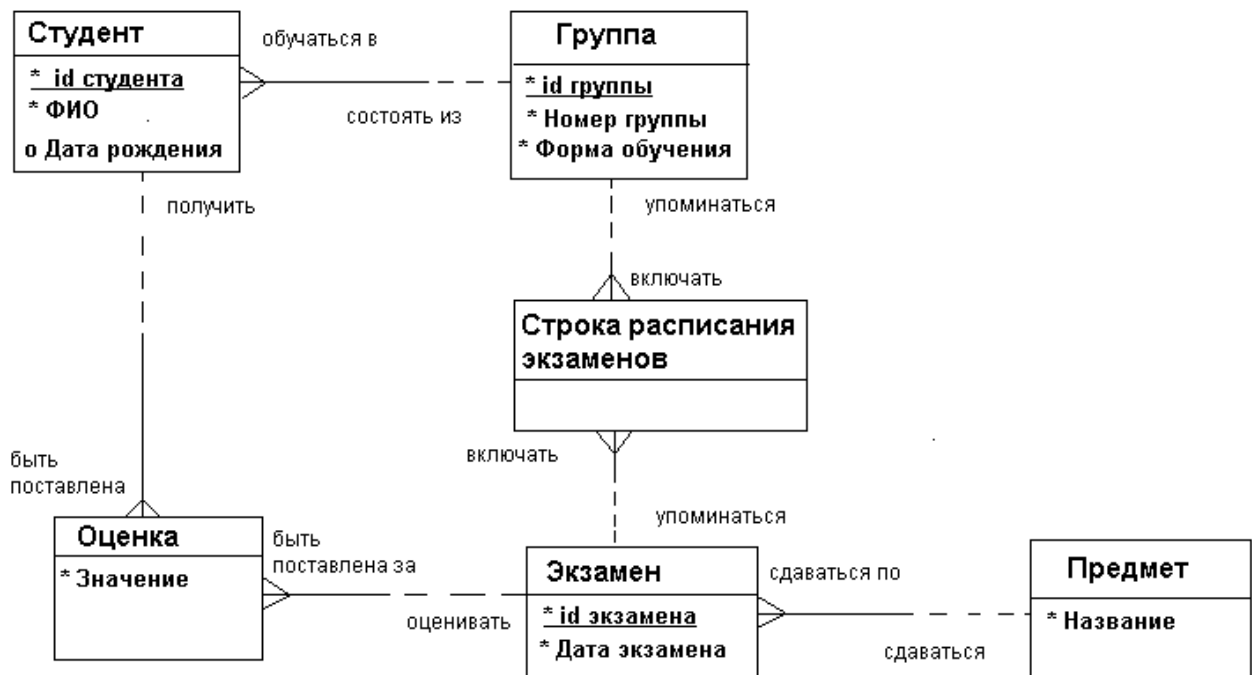 Студент
* id студента
* ФИО
o Дата рождения
обучаться в
состоять из
Группа
* id группы
* Номер группы
* Форма обучения
получить
упоминаться
включать
Строка расписания
экзаменов
включать
упоминаться
быть
поставлена
Оценка
* Значение
быть
поставлена за
оценивать
Экзамен
* id экзамена
* Дата экзамена
сдаваться по
сдаваться
Предмет
* Название